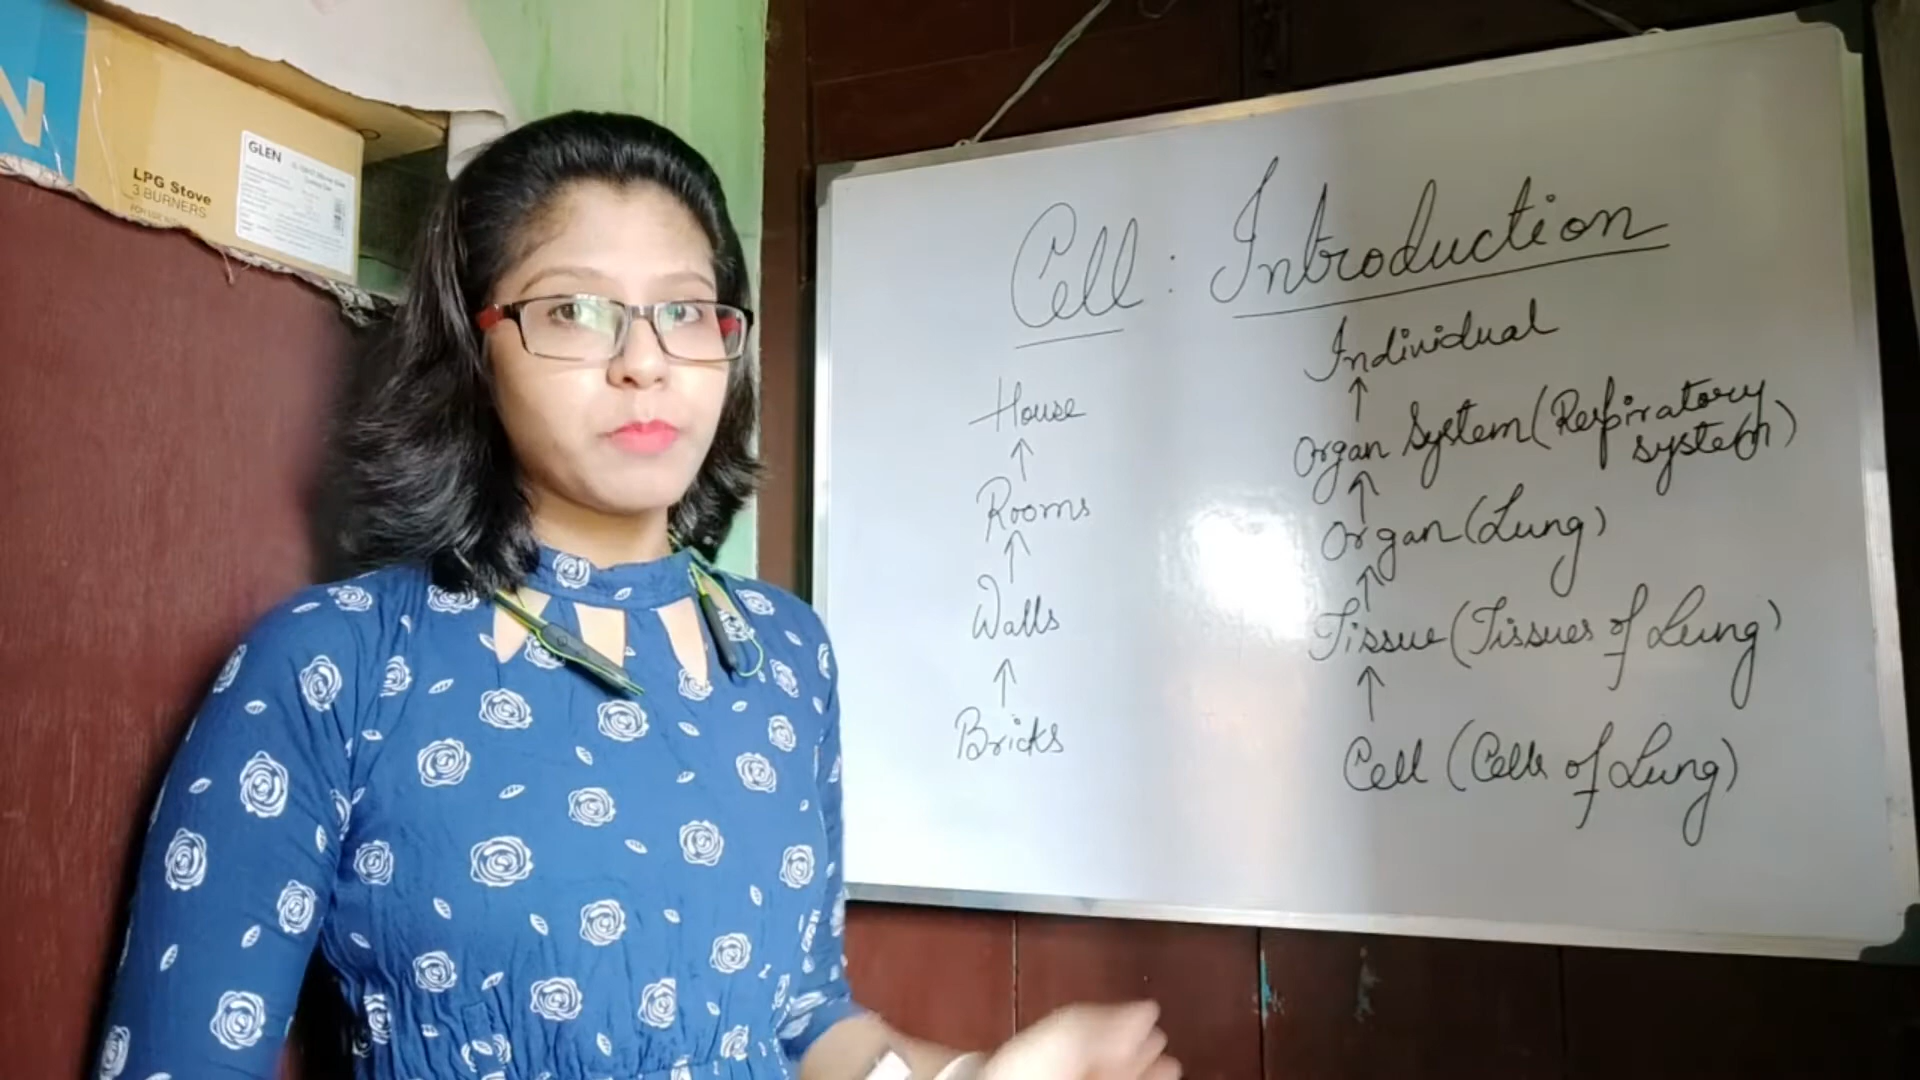 N
LPG Stove
3 BURNERS
GLEN
Cell : Introduction
House
↑
Rooms
↑
Walls
↑
Bricks
Individual
↑
Organ System (Respiratory
system)
↑
Organ (Lung)
↑
Tissue (Tissues of Lung)
↑
Cell (Cells of Lung)